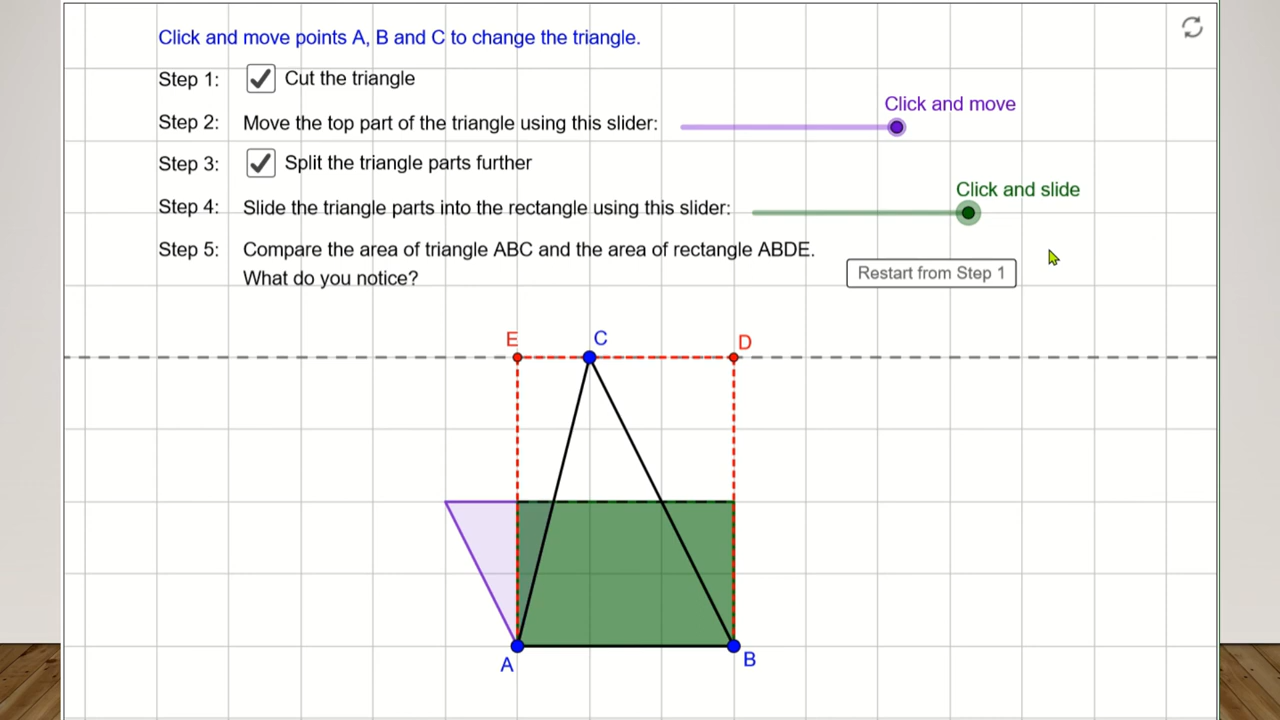 Click and move points A, B and C to change the triangle.
Step 1: Cut the triangle
Click and move
Step 2: Move the top part of the triangle using this slider:
Step 3: Split the triangle parts further
Click and slide
Step 4: Slide the triangle parts into the rectangle using this slider:
Step 5: Compare the area of triangle ABC and the area of rectangle ABDE.
What do you notice?
Restart from Step 1
E C D
A B